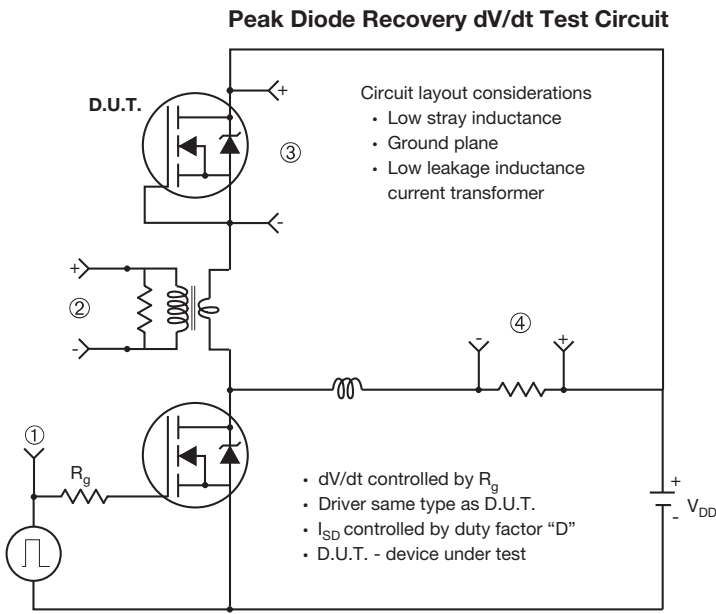 Peak Diode Recovery dV/dt Test Circuit
D.U.T.
+
Circuit layout considerations
• Low stray inductance
• Ground plane
• Low leakage inductance
current transformer
③
-
+
②
-
④
- +
①
Rg
• dV/dt controlled by Rg
• Driver same type as D.U.T.
• ISD controlled by duty factor “D”
• D.U.T. - device under test
+
VDD
-